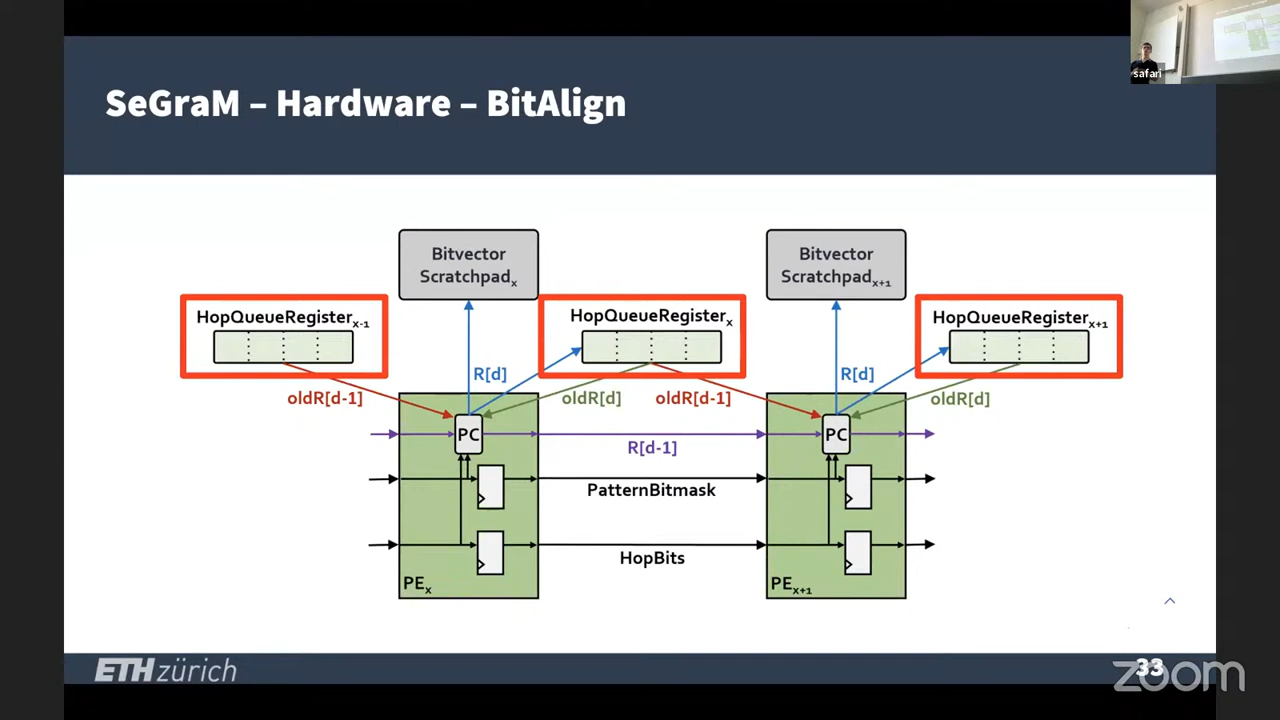 safari
SeGraM – Hardware – BitAlign
Bitvector
Scratchpadx
Bitvector
Scratchpadx+1
HopQueueRegisterx-1
HopQueueRegisterx
HopQueueRegisterx+1
R[d]
R[d]
oldR[d-1]
oldR[d]
oldR[d-1]
oldR[d]
PC
PC
R[d-1]
PatternBitmask
HopBits
PEx
PEx+1
ETH zürich
33
zoom